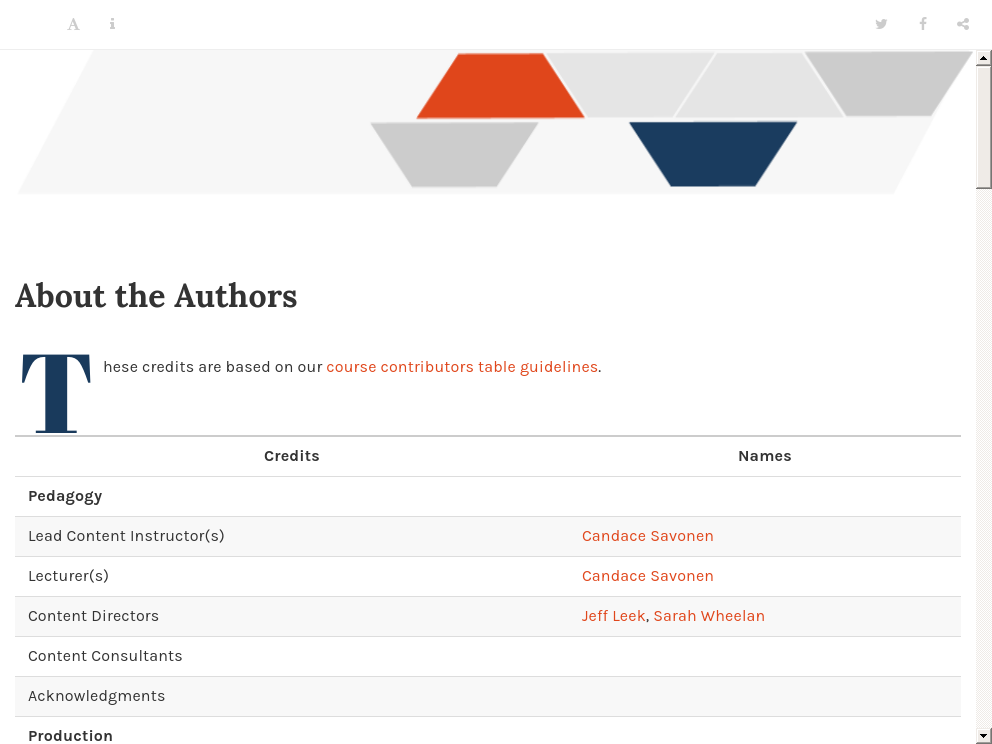 About the Authors
These credits are based on our course contributors table guidelines.
Credits Names
Pedagogy
Lead Content Instructor(s) Candace Savonen
Lecturer(s) Candace Savonen
Content Directors Jeff Leek, Sarah Wheelan
Content Consultants
Acknowledgments
Production